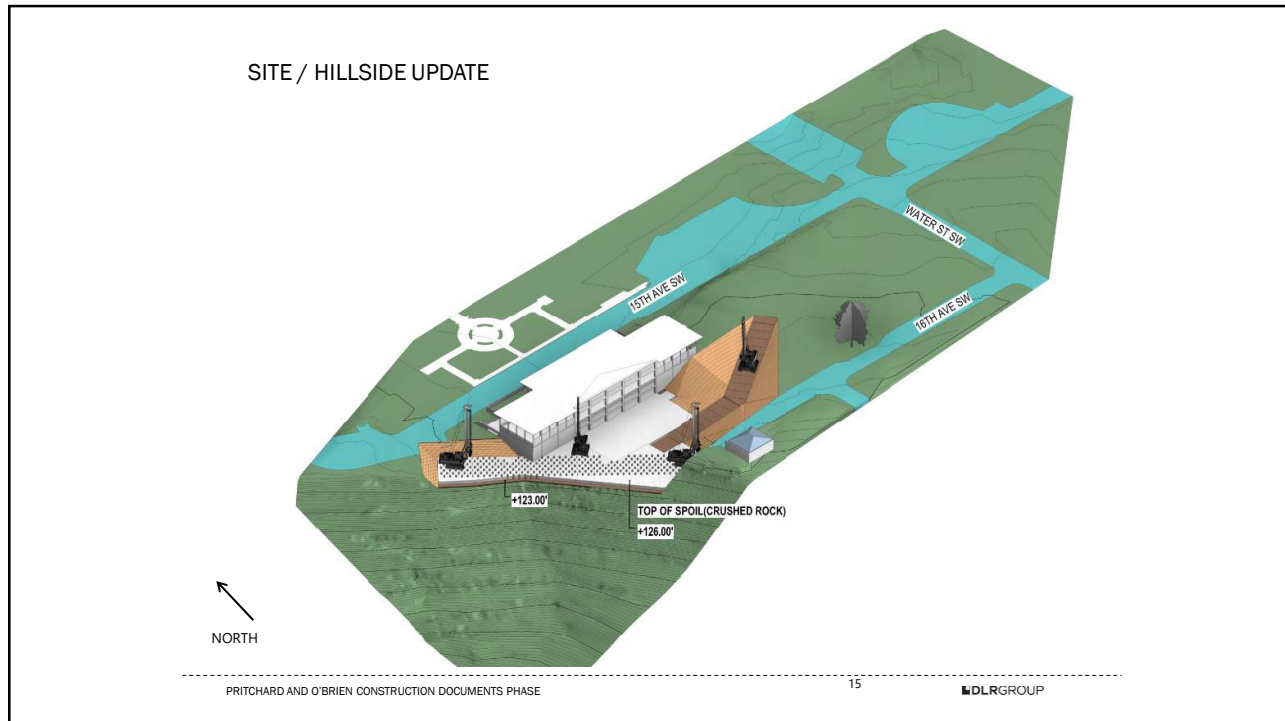 SITE / HILLSIDE UPDATE
WATER ST SW
15TH AVE SW
16TH AVE SW
+123.00'
TOP OF SPOIL(CRUSHED ROCK)
+126.00'
NORTH
PRITCHARD AND O'BRIEN CONSTRUCTION DOCUMENTS PHASE
15
DLRGROUP